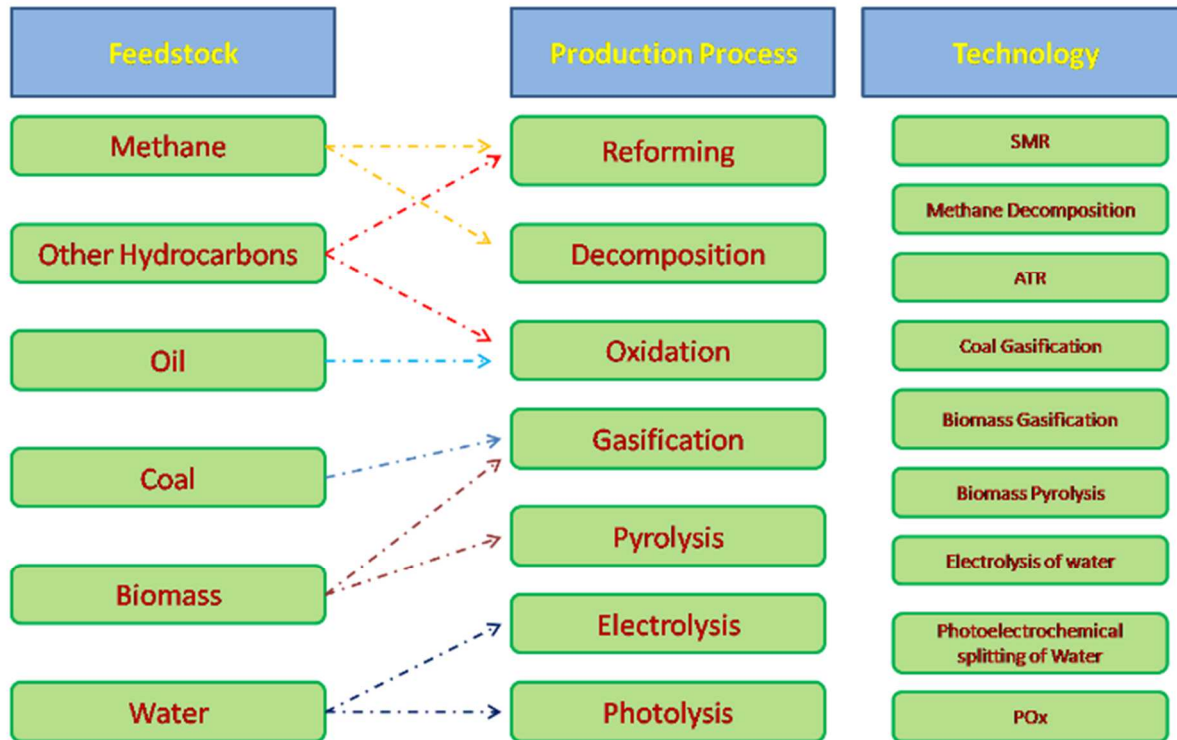 Feedstock
Production Process
Technology
Methane
Other Hydrocarbons
Oil
Coal
Biomass
Water
Reforming
Decomposition
Oxidation
Gasification
Pyrolysis
Electrolysis
Photolysis
SMR
Methane Decomposition
ATR
Coal Gasification
Biomass Gasification
Biomass Pyrolysis
Electrolysis of water
Photoelectrochemical
splitting of Water
POx